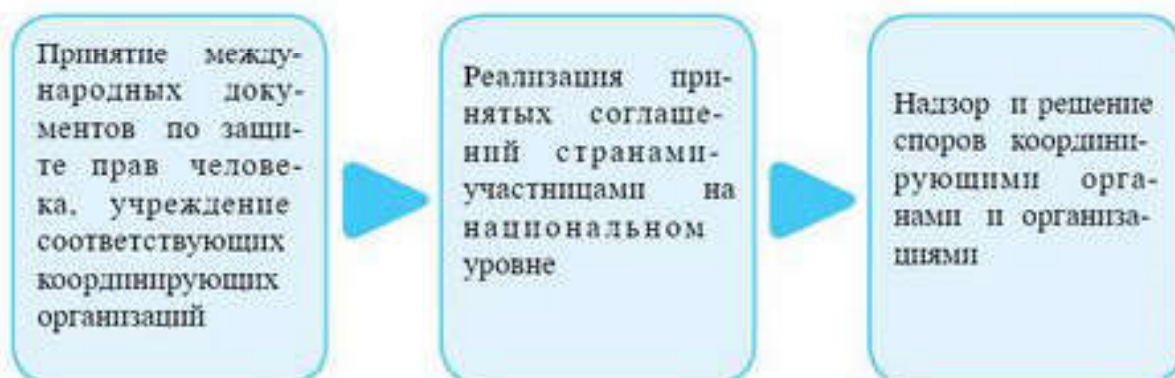 Принятие между-
народных доку-
ментов по защи-
те прав челове-
ка, учреждение
соответствующих
координирующих
организаций
Реализация при-
нятых соглаше-
ний странами-
участницами на
национальном
уровне
Надзор и решение
споров координи-
рующими орга-
нами и организа-
циями